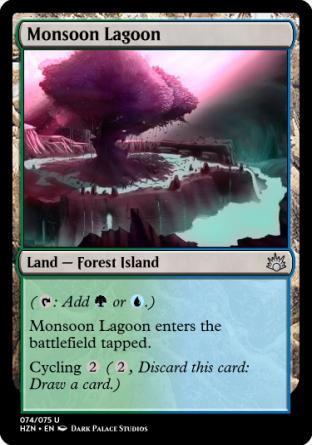 Monsoon Lagoon
Land — Forest Island
( : Add or .)
Monsoon Lagoon enters the
battlefield tapped.
Cycling 2 ( 2, Discard this card:
Draw a card.)
074/075 U
HZN • EN DARK PALACE STUDIOS